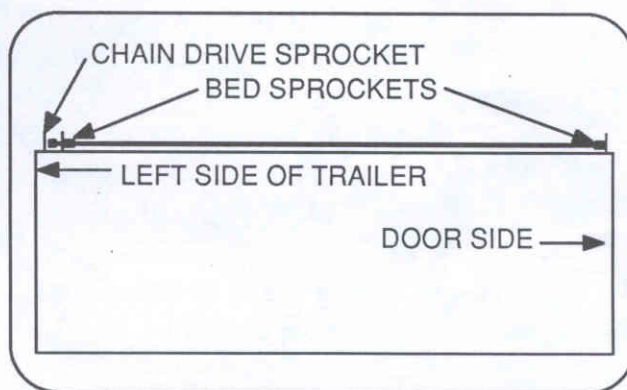 CHAIN DRIVE SPROCKET
BED SPROCKETS
LEFT SIDE OF TRAILER
DOOR SIDE